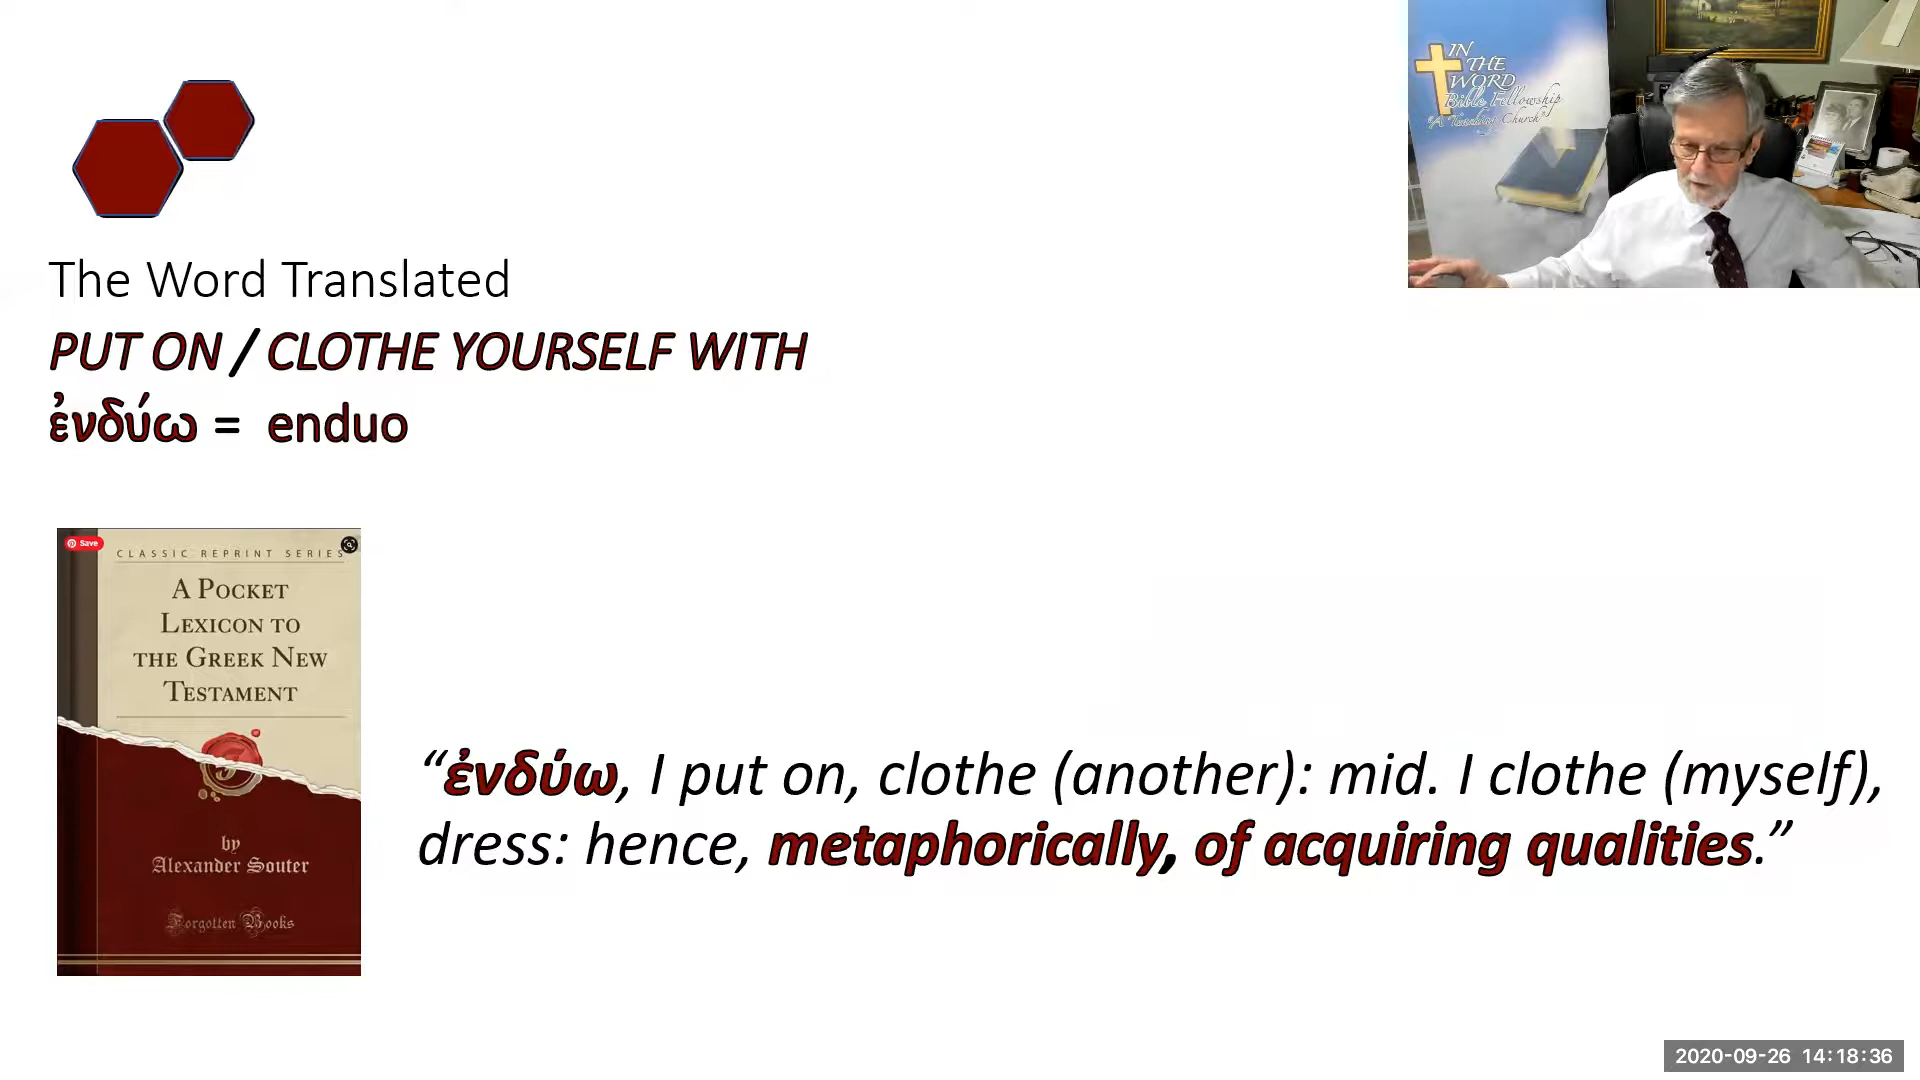 The Word Translated
PUT ON / CLOTHE YOURSELF WITH
ἐνδύω = enduo
Save
CLASSIC REPRINT SERIES
A POCKET
LEXICON TO
THE GREEK NEW
TESTAMENT
by
Alexander Souter
Forgotten Books
“ἐνδύω, I put on, clothe (another): mid. I clothe (myself),
dress: hence, metaphorically, of acquiring qualities.”
IN
THE
WORD
Bible Fellowship
"A Teaching Church"
2020-09-26 14:18:36